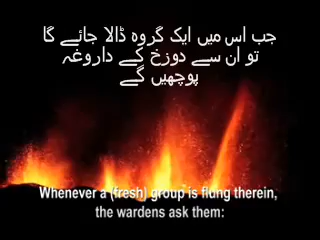 جب اس میں ایک گروہ ڈالا جائے گا
تو ان سے دوزخ کے داروغہ
پوچھیں گے
Whenever a (fresh) group is flung therein,
the wardens ask them: